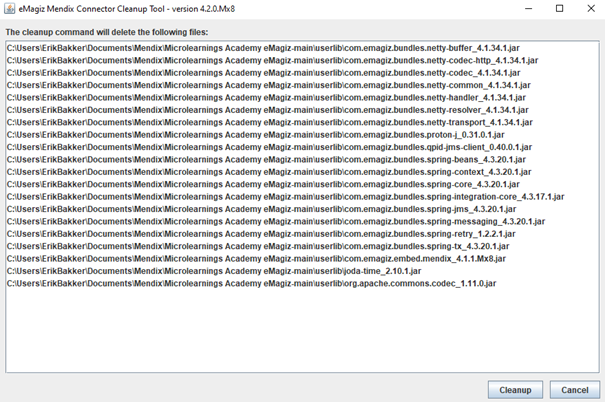 eMagiz Mendix Connector Cleanup Tool - version 4.2.0.Mx8
The cleanup command will delete the following files:
C:\Users\ErikBakker\Documents\Mendix\Microlearnings Academy eMagiz-main\userlib\com.emagiz.bundles.netty-buffer_4.1.34.1.jar
C:\Users\ErikBakker\Documents\Mendix\Microlearnings Academy eMagiz-main\userlib\com.emagiz.bundles.netty-codec-http_4.1.34.1.jar
C:\Users\ErikBakker\Documents\Mendix\Microlearnings Academy eMagiz-main\userlib\com.emagiz.bundles.netty-codec_4.1.34.1.jar
C:\Users\ErikBakker\Documents\Mendix\Microlearnings Academy eMagiz-main\userlib\com.emagiz.bundles.netty-common_4.1.34.1.jar
C:\Users\ErikBakker\Documents\Mendix\Microlearnings Academy eMagiz-main\userlib\com.emagiz.bundles.netty-handler_4.1.34.1.jar
C:\Users\ErikBakker\Documents\Mendix\Microlearnings Academy eMagiz-main\userlib\com.emagiz.bundles.netty-resolver_4.1.34.1.jar
C:\Users\ErikBakker\Documents\Mendix\Microlearnings Academy eMagiz-main\userlib\com.emagiz.bundles.netty-transport_4.1.34.1.jar
C:\Users\ErikBakker\Documents\Mendix\Microlearnings Academy eMagiz-main\userlib\com.emagiz.bundles.proton-j_0.31.0.1.jar
C:\Users\ErikBakker\Documents\Mendix\Microlearnings Academy eMagiz-main\userlib\com.emagiz.bundles.qpid-jms-client_0.40.0.1.jar
C:\Users\ErikBakker\Documents\Mendix\Microlearnings Academy eMagiz-main\userlib\com.emagiz.bundles.spring-beans_4.3.20.1.jar
C:\Users\ErikBakker\Documents\Mendix\Microlearnings Academy eMagiz-main\userlib\com.emagiz.bundles.spring-context_4.3.20.1.jar
C:\Users\ErikBakker\Documents\Mendix\Microlearnings Academy eMagiz-main\userlib\com.emagiz.bundles.spring-core_4.3.20.1.jar
C:\Users\ErikBakker\Documents\Mendix\Microlearnings Academy eMagiz-main\userlib\com.emagiz.bundles.spring-integration-core_4.3.17.1.jar
C:\Users\ErikBakker\Documents\Mendix\Microlearnings Academy eMagiz-main\userlib\com.emagiz.bundles.spring-jms_4.3.20.1.jar
C:\Users\ErikBakker\Documents\Mendix\Microlearnings Academy eMagiz-main\userlib\com.emagiz.bundles.spring-messaging_4.3.20.1.jar
C:\Users\ErikBakker\Documents\Mendix\Microlearnings Academy eMagiz-main\userlib\com.emagiz.bundles.spring-retry_1.2.2.1.jar
C:\Users\ErikBakker\Documents\Mendix\Microlearnings Academy eMagiz-main\userlib\com.emagiz.bundles.spring-tx_4.3.20.1.jar
C:\Users\ErikBakker\Documents\Mendix\Microlearnings Academy eMagiz-main\userlib\com.emagiz.embed.mendix_4.1.1.Mx8.jar
C:\Users\ErikBakker\Documents\Mendix\Microlearnings Academy eMagiz-main\userlib\joda-time_2.10.1.jar
C:\Users\ErikBakker\Documents\Mendix\Microlearnings Academy eMagiz-main\userlib\org.apache.commons.codec_1.11.0.jar
Cleanup Cancel